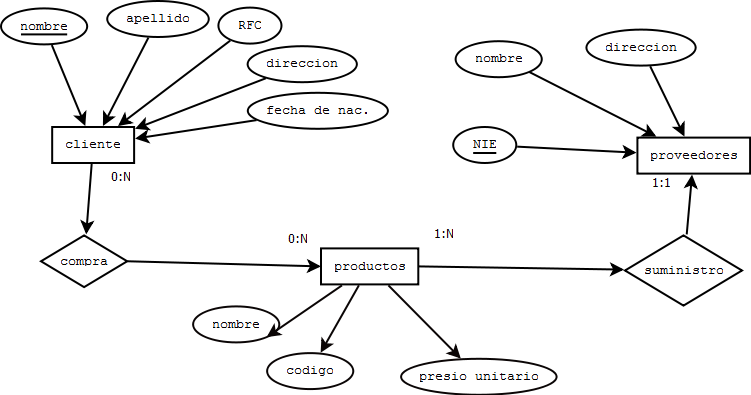 nombre
apellido
RFC
direccion
fecha de nac.
cliente
0:N
compra
0:N
productos
1:N
nombre
codigo
presio unitario
nombre
direccion
NIE
proveedores
1:1
suministro